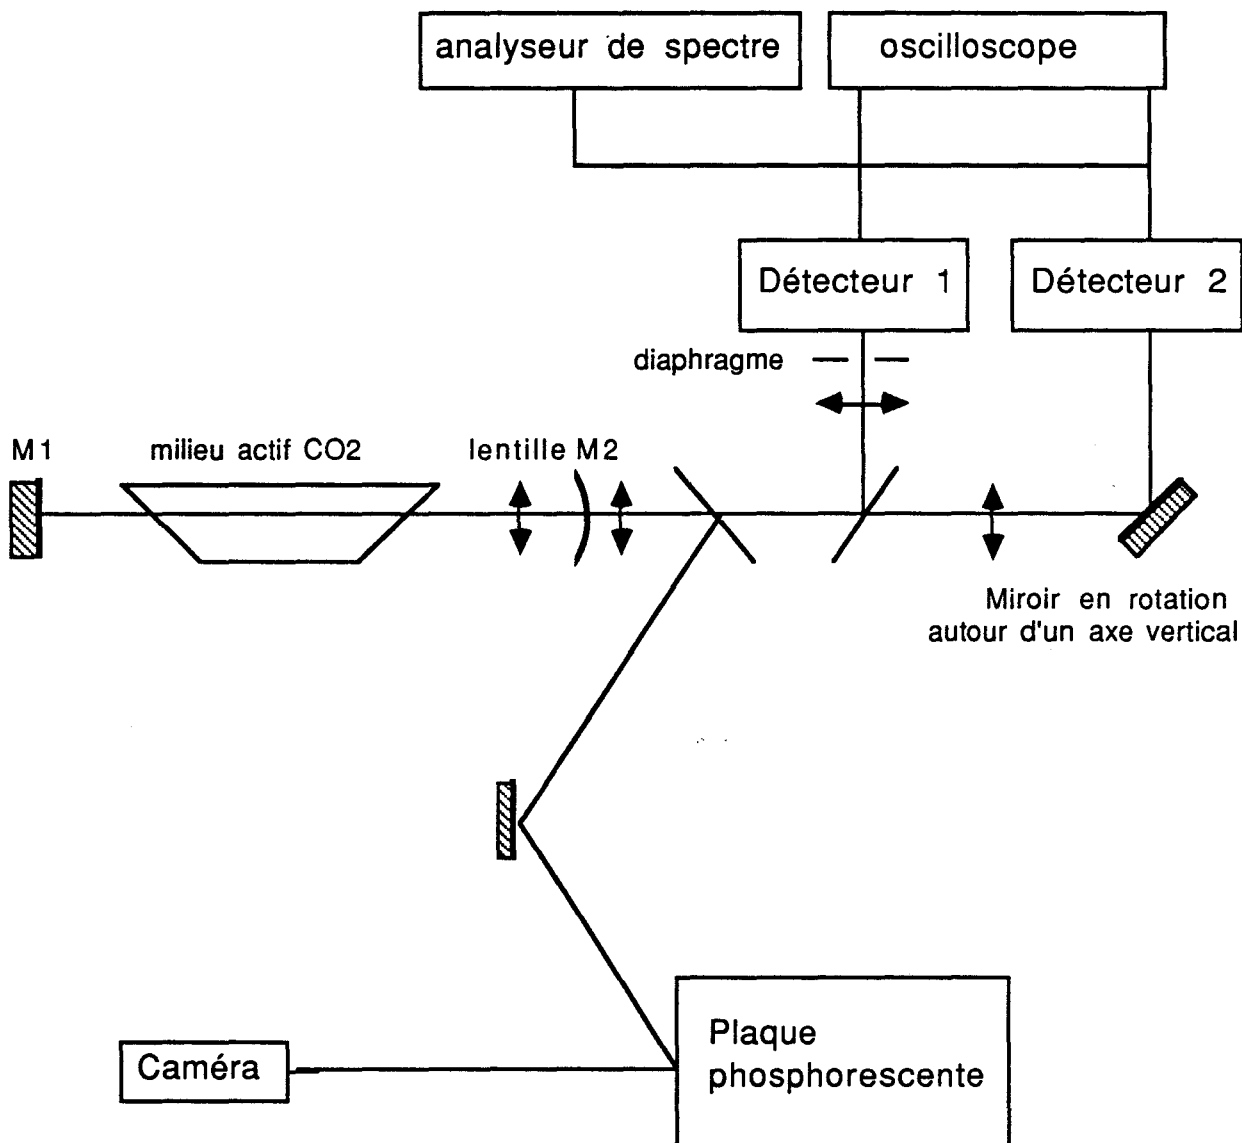 analyseur de spectre
oscilloscope
Détecteur 1
Détecteur 2
diaphragme
M1
milieu actif CO2
lentille M2
Miroir en rotation
autour d'un axe vertical
Plaque
phosphorescente
Caméra